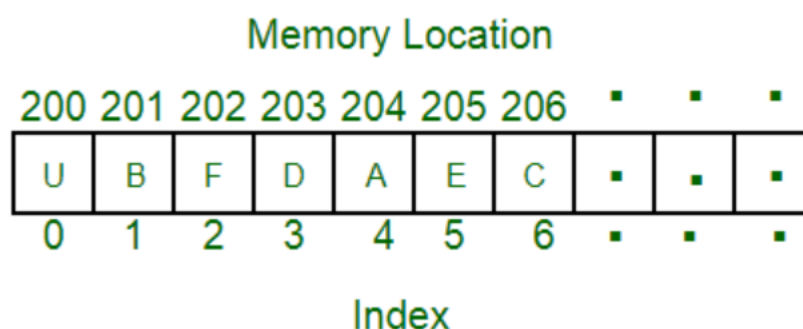 Memory Location
200 201 202 203 204 205 206 . . .
U B F D A E C . . .
0 1 2 3 4 5 6 . . .
Index